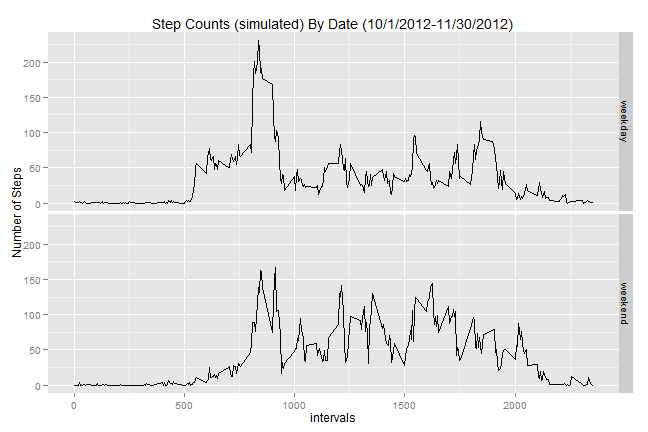 Step Counts (simulated) By Date (10/1/2012-11/30/2012)
Number of Steps
200
150
100
50
0
weekday
200
150
100
50
0
weekend
0 500 1000 1500 2000
intervals